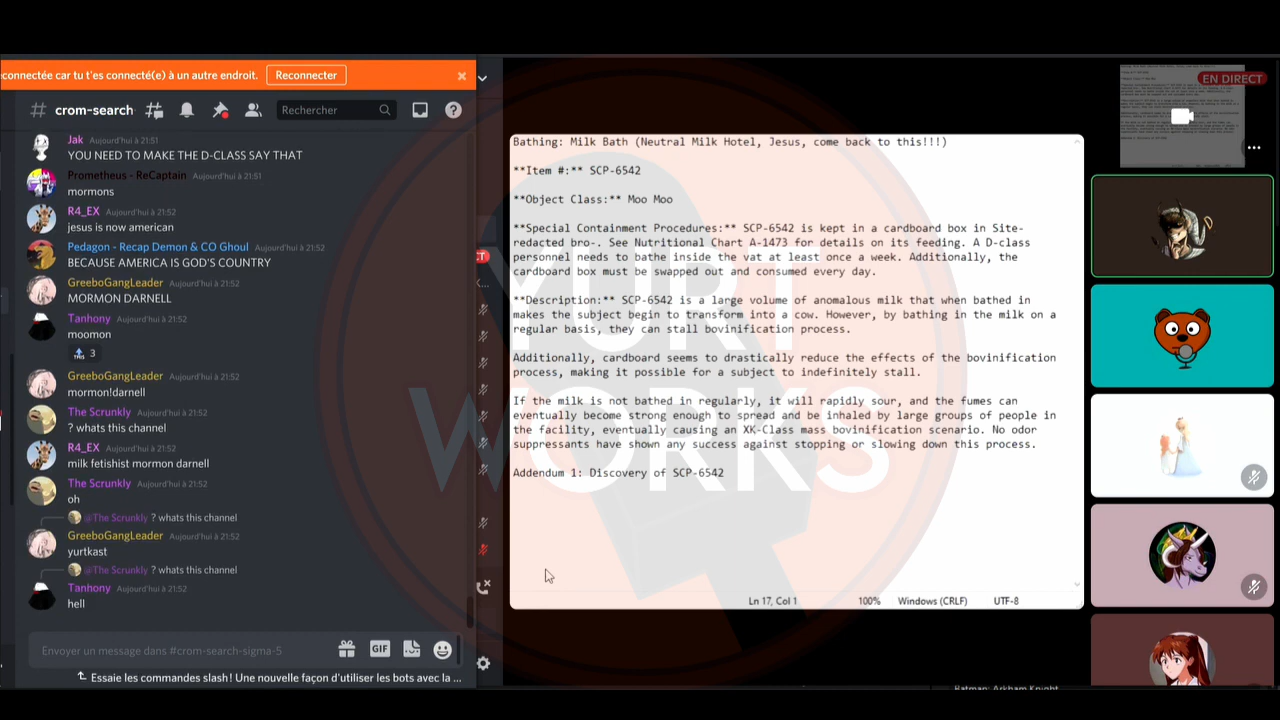 connectée car tu t'es connecté(e) à un autre endroit.
Reconnecter
crom-search
Rechercher
Jak Aujourd'hui à 21:51
YOU NEED TO MAKE THE D-CLASS SAY THAT
Prometheus - ReCaptain Aujourd'hui à 21:51
mormons
R4_EX Aujourd'hui à 21:52
jesus is now american
Pedagon - Recap Demon & CO Ghoul Aujourd'hui à 21:52
BECAUSE AMERICA IS GOD'S COUNTRY
GreeboGangLeader Aujourd'hui à 21:52
MORMON DARNELL
Tanhony Aujourd'hui à 21:52
moomon
THIS 3
GreeboGangLeader Aujourd'hui à 21:52
mormon!darnell
The Scrunkly Aujourd'hui à 21:52
? whats this channel
R4_EX Aujourd'hui à 21:52
milk fetishist mormon darnell
The Scrunkly Aujourd'hui à 21:52
oh
@The Scrunkly ? whats this channel
GreeboGangLeader Aujourd'hui à 21:52
yurtkast
@The Scrunkly ? whats this channel
Tanhony Aujourd'hui à 21:52
hell
Envoyer un message dans #crom-search-sigma-5
GIF
Essaie les commandes slash! Une nouvelle façon d'utiliser les bots avec la ...
Bathing: Milk Bath (Neutral Milk Hotel, Jesus, come back to this!!!)
**Item #:** SCP-6542
**Object Class:** Moo Moo
**Special Containment Procedures:** SCP-6542 is kept in a cardboard box in Site-
redacted bro-. See Nutritional Chart A-1473 for details on its feeding. A D-class
personnel needs to bathe inside the vat at least once a week. Additionally, the
cardboard box must be swapped out and consumed every day.
**Description:** SCP-6542 is a large volume of anomalous milk that when bathed in
makes the subject begin to transform into a cow. However, by bathing in the milk on a
regular basis, they can stall bovinification process.
Additionally, cardboard seems to drastically reduce the effects of the bovinification
process, making it possible for a subject to indefinitely stall.
If the milk is not bathed in regularly, it will rapidly sour, and the fumes can
eventually become strong enough to spread and be inhaled by large groups of people in
the facility, eventually causing an XK-Class mass bovinification scenario. No odor
suppressants have shown any success against stopping or slowing down this process.
Addendum 1: Discovery of SCP-6542
Ln 17, Col 1 100% Windows (CRLF) UTF-8
YURT
WORKS
EN DIRECT
Batman: Arkham Knight